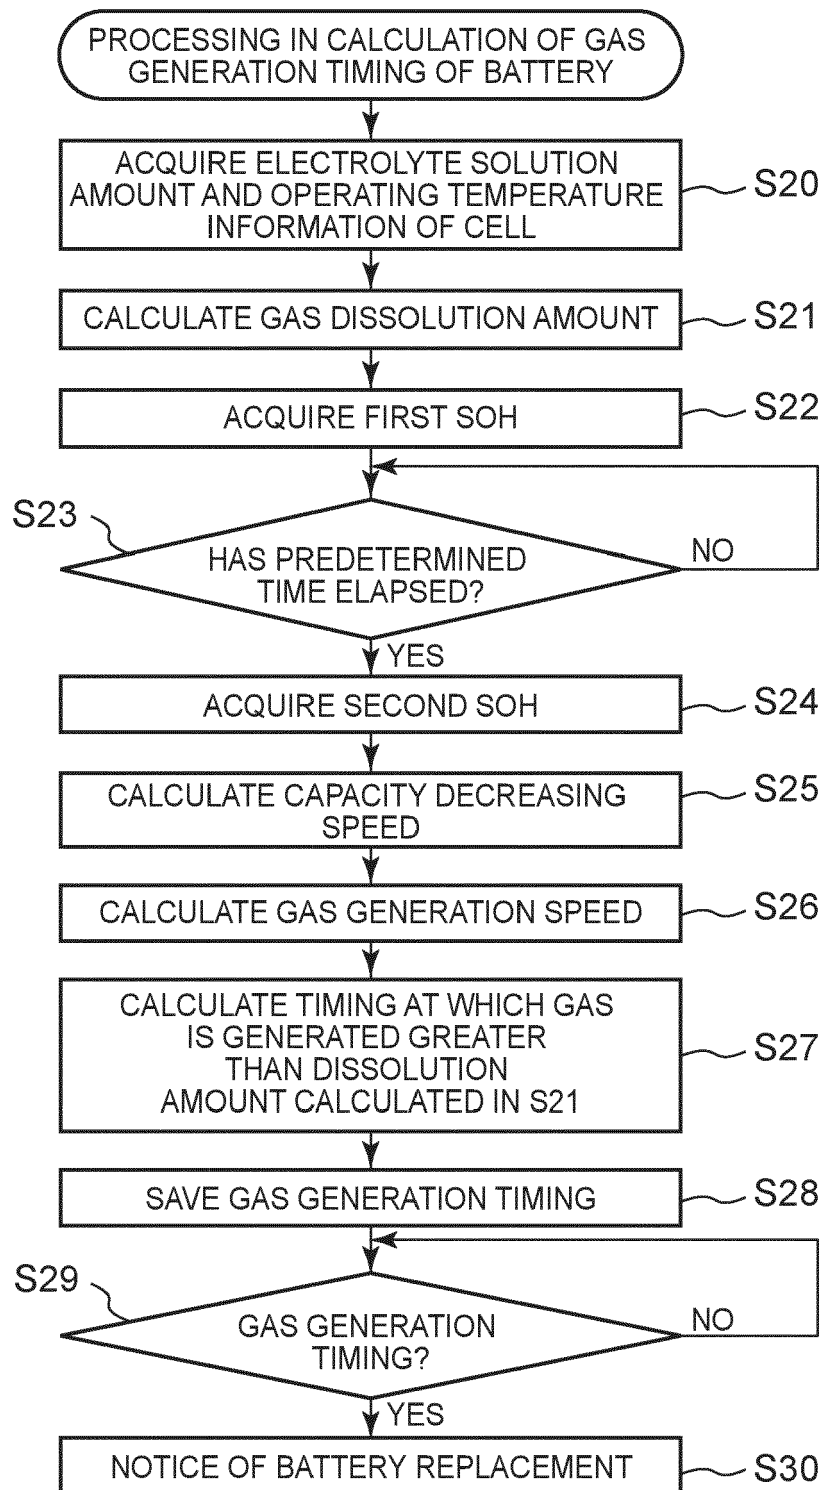 PROCESSING IN CALCULATION OF GAS
GENERATION TIMING OF BATTERY
ACQUIRE ELECTROLYTE SOLUTION
AMOUNT AND OPERATING TEMPERATURE
INFORMATION OF CELL
S20
CALCULATE GAS DISSOLUTION AMOUNT
S21
ACQUIRE FIRST SOH
S22
S23
HAS PREDETERMINED
TIME ELAPSED?
NO
YES
ACQUIRE SECOND SOH
S24
CALCULATE CAPACITY DECREASING
SPEED
S25
CALCULATE GAS GENERATION SPEED
S26
CALCULATE TIMING AT WHICH GAS
IS GENERATED GREATER
THAN DISSOLUTION
AMOUNT CALCULATED IN S21
S27
SAVE GAS GENERATION TIMING
S28
S29
GAS GENERATION
TIMING?
NO
YES
NOTICE OF BATTERY REPLACEMENT
S30